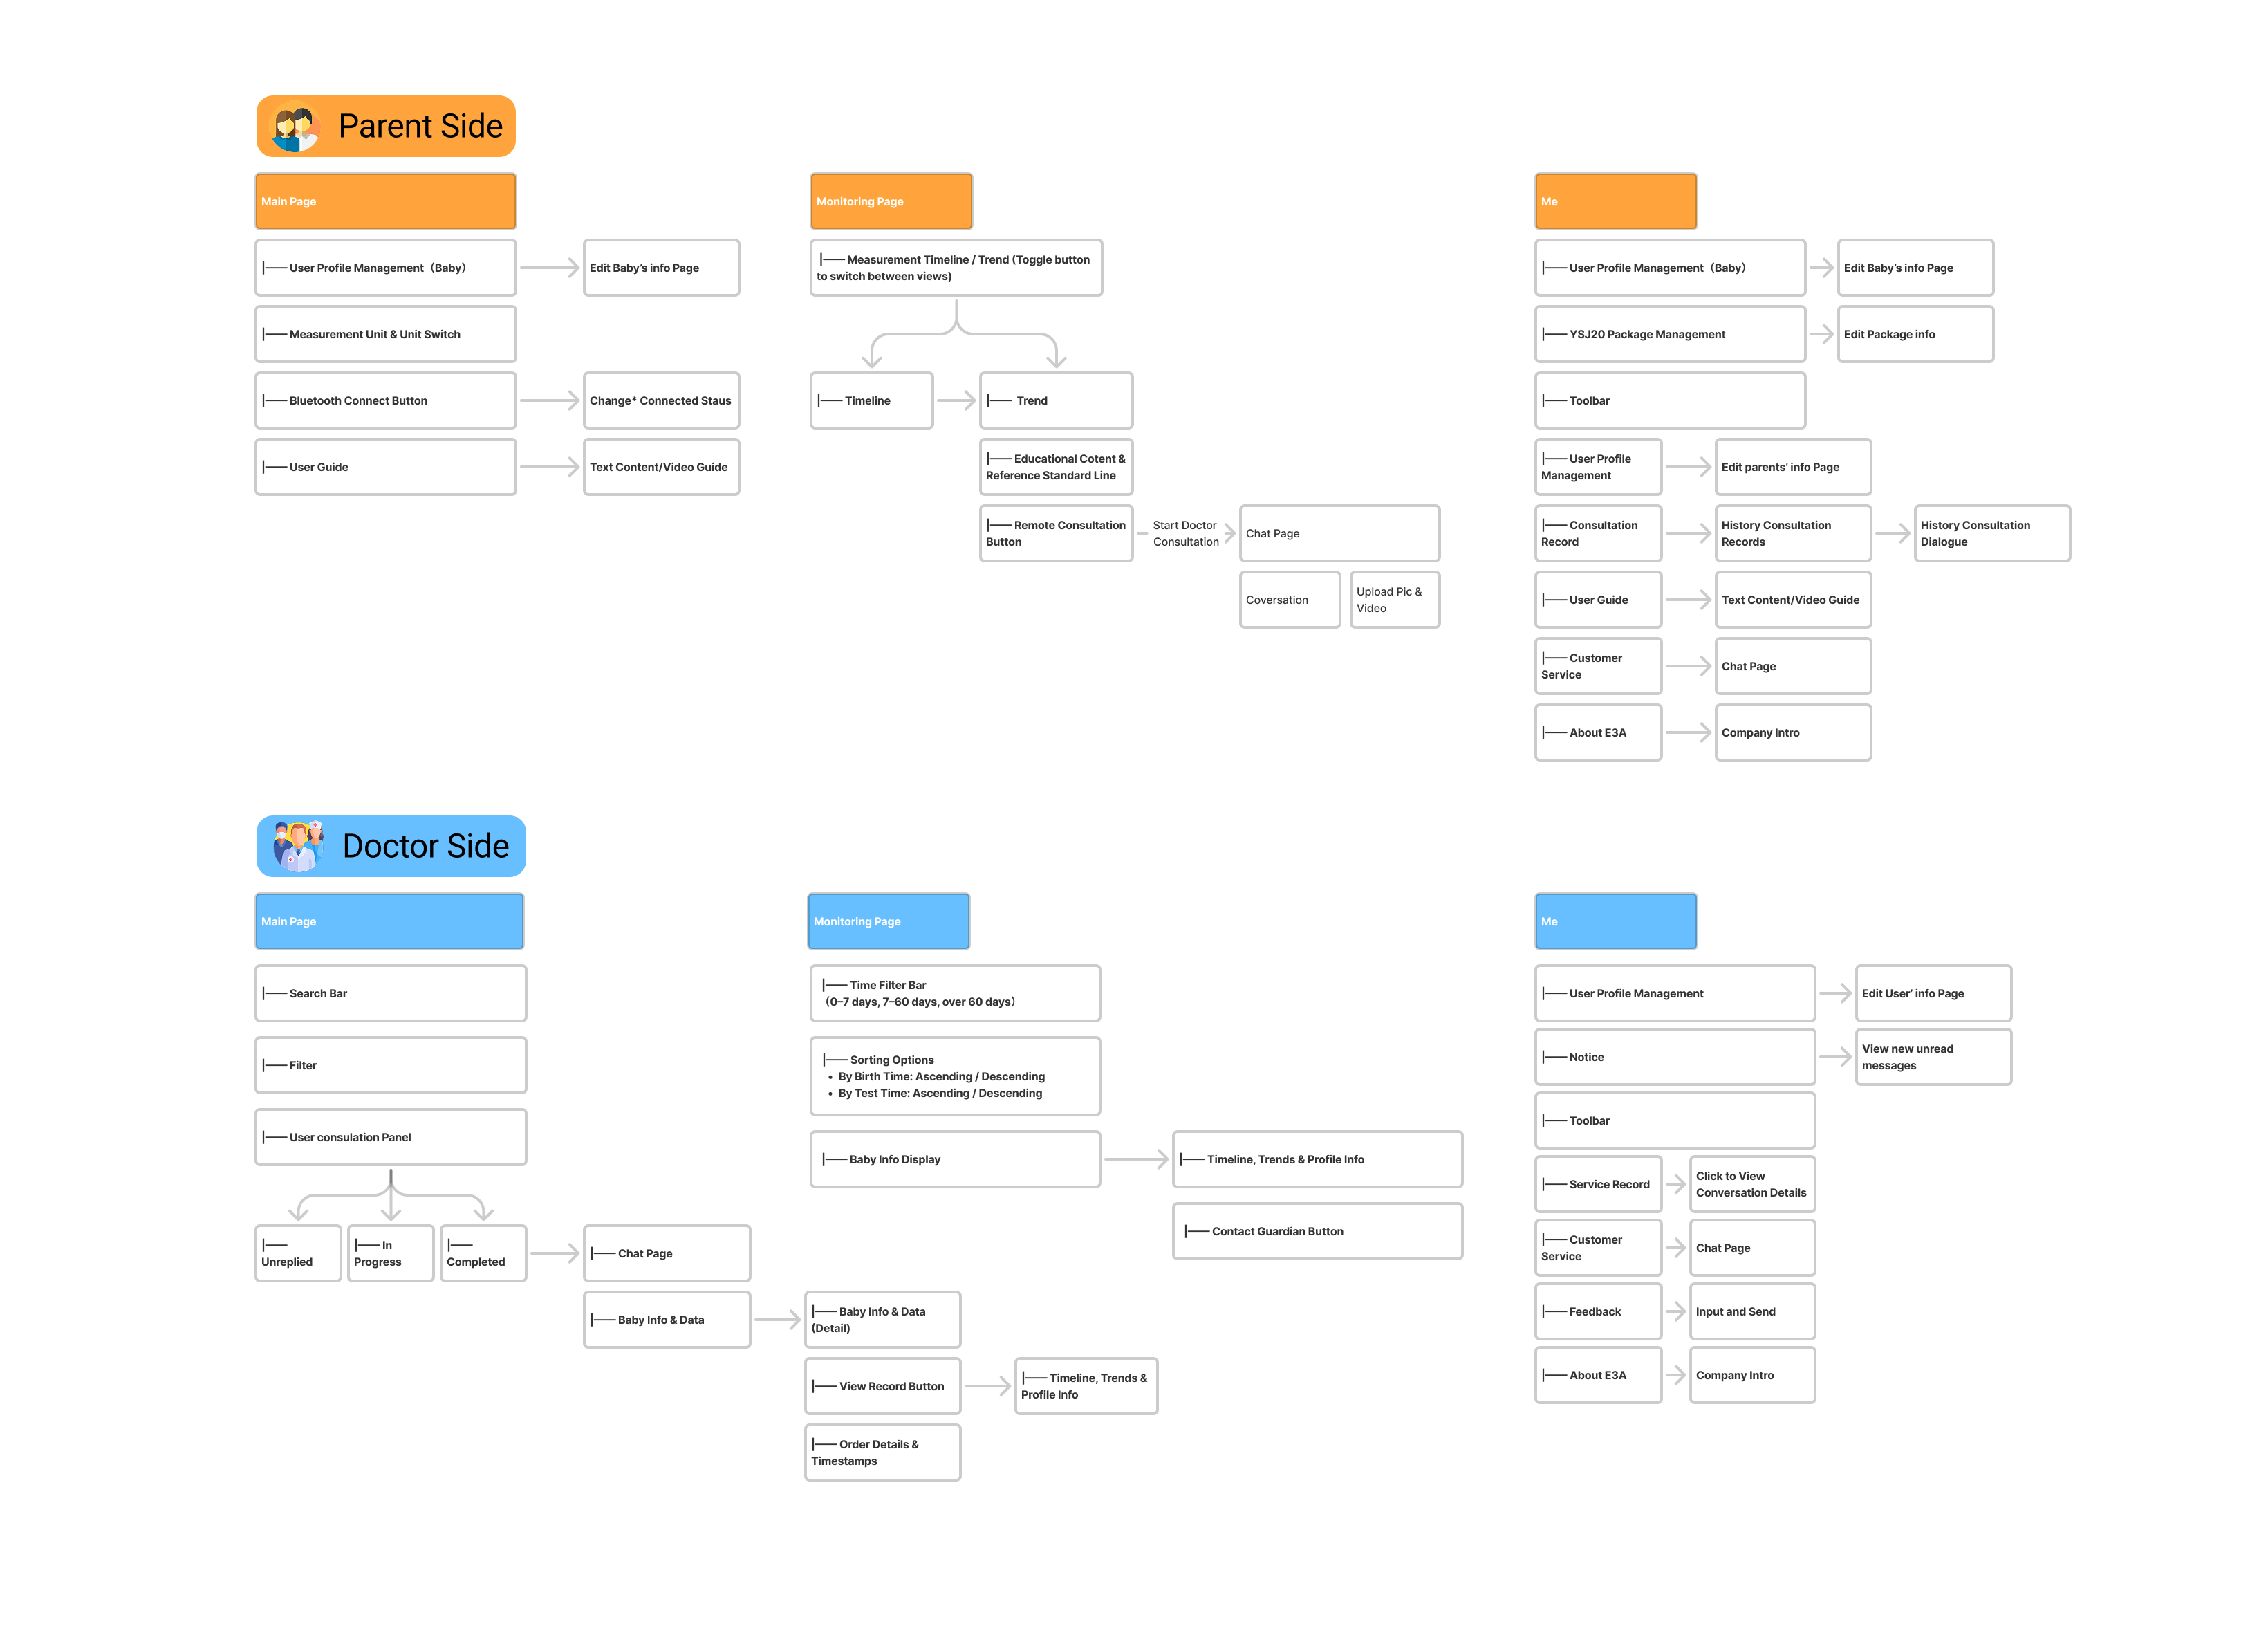 Parent Side
Main Page
User Profile Management（Baby）
Edit Baby’s info Page
Measurement Unit & Unit Switch
Bluetooth Connect Button
Change* Connected Staus
User Guide
Text Content/Video Guide
Monitoring Page
Measurement Timeline / Trend (Toggle button
to switch between views)
Timeline
Trend
Educational Cotent &
Reference Standard Line
Remote Consultation
Button
Start Doctor
Consultation
Chat Page
Coversation
Upload Pic &
Video
Me
User Profile Management（Baby）
Edit Baby’s info Page
YSJ20 Package Management
Edit Package info
Toolbar
User Profile
Management
Edit parents’ info Page
Consultation
Record
History Consultation
Records
History Consultation
Dialogue
User Guide
Text Content/Video Guide
Customer
Service
Chat Page
About E3A
Company Intro
Doctor Side
Main Page
Search Bar
Filter
User consulation Panel
Unreplied
In
Progress
Completed
Chat Page
Baby Info & Data
Baby Info & Data
(Detail)
View Record Button
Timeline, Trends &
Profile Info
Order Details &
Timestamps
Monitoring Page
Time Filter Bar
（0–7 days, 7–60 days, over 60 days）
Sorting Options
• By Birth Time: Ascending / Descending
• By Test Time: Ascending / Descending
Baby Info Display
Timeline, Trends & Profile Info
Contact Guardian Button
Me
User Profile Management
Edit User’ info Page
Notice
View new unread
messages
Toolbar
Service Record
Click to View
Conversation Details
Customer
Service
Chat Page
Feedback
Input and Send
About E3A
Company Intro